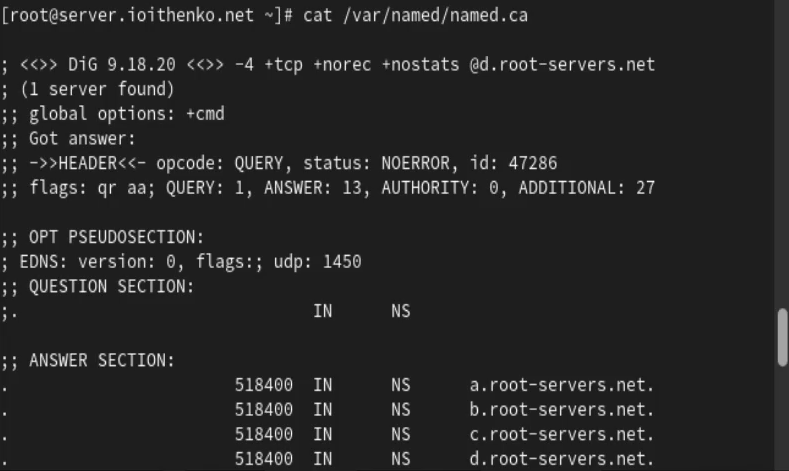 [root@server.ioithenko.net ~]# cat /var/named/named.ca
; <<>> DiG 9.18.20 <<>> -4 +tcp +norec +nostats @d.root-servers.net
; (1 server found)
;; global options: +cmd
;; Got answer:
;; ->>HEADER<<- opcode: QUERY, status: NOERROR, id: 47286
;; flags: qr aa; QUERY: 1, ANSWER: 13, AUTHORITY: 0, ADDITIONAL: 27
;; OPT PSEUDOSECTION:
; EDNS: version: 0, flags:; udp: 1450
;; QUESTION SECTION:
;. IN NS
;; ANSWER SECTION:
. 518400 IN NS a.root-servers.net.
. 518400 IN NS b.root-servers.net.
. 518400 IN NS c.root-servers.net.
. 518400 IN NS d.root-servers.net.